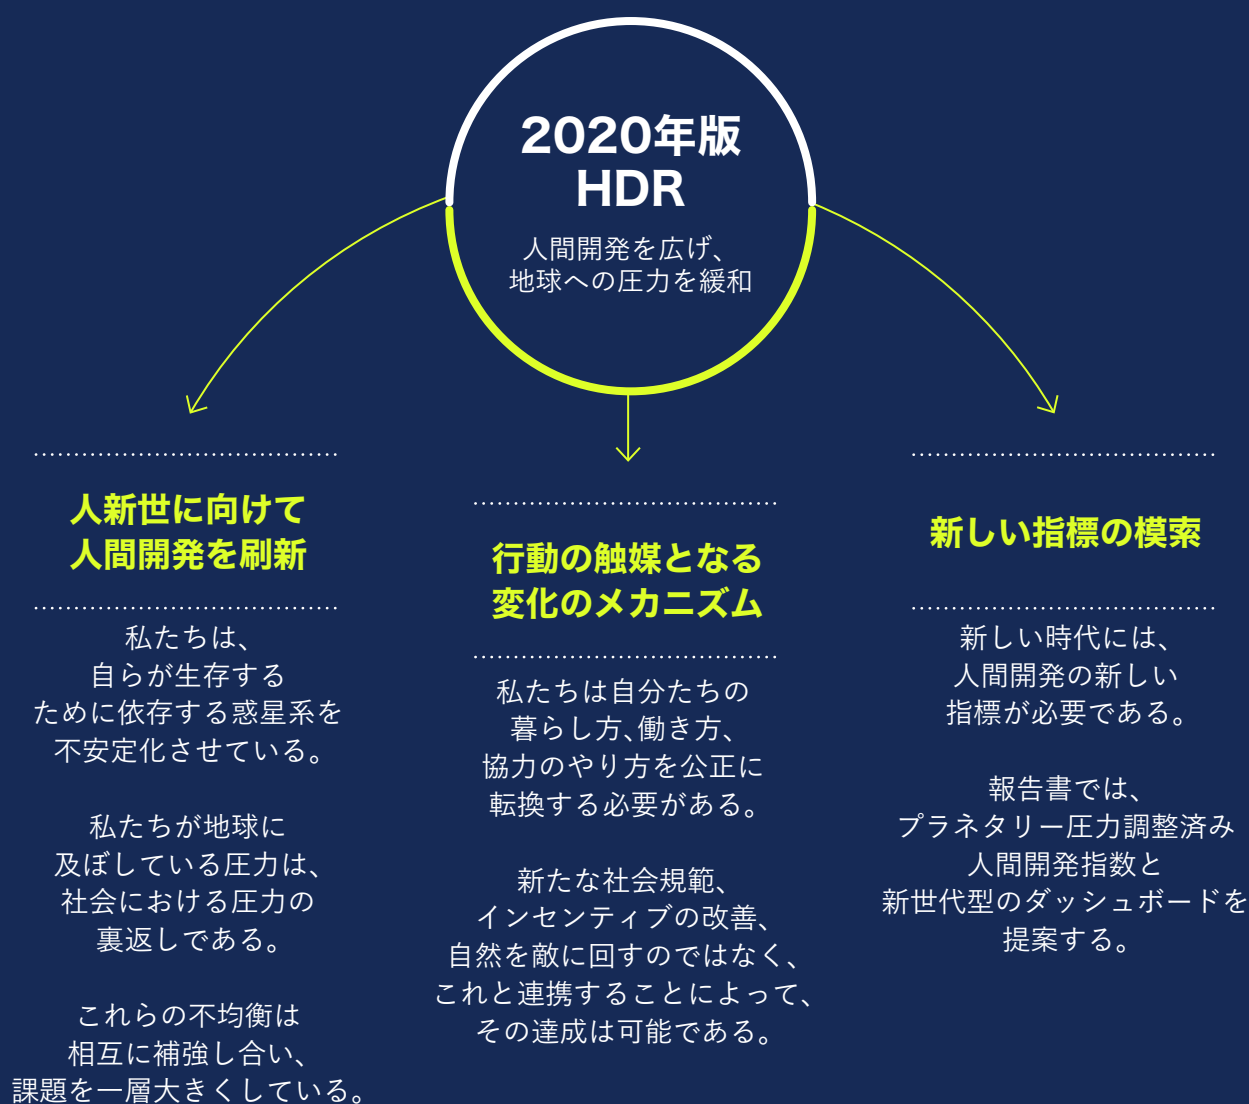 2020年版
HDR
人間開発を広げ、
地球への圧力を緩和
人新世に向けて
人間開発を刷新
私たちは、
自らが生存する
ために依存する惑星系を
不安定化させている。
私たちが地球に
及ぼしている圧力は、
社会における圧力の
裏返しである。
これらの不均衡は
相互に補強し合い、
課題を一層大きくしている。
行動の触媒となる
変化のメカニズム
私たちは自分たちの
暮らし方、働き方、
協力のやり方を公正に
転換する必要がある。
新たな社会規範、
インセンティブの改善、
自然を敵に回すのではなく、
これと連携することによって、
その達成は可能である。
新しい指標の模索
新しい時代には、
人間開発の新しい
指標が必要である。
報告書では、
プラネタリー圧力調整済み
人間開発指数と
新世代型のダッシュボードを
提案する。